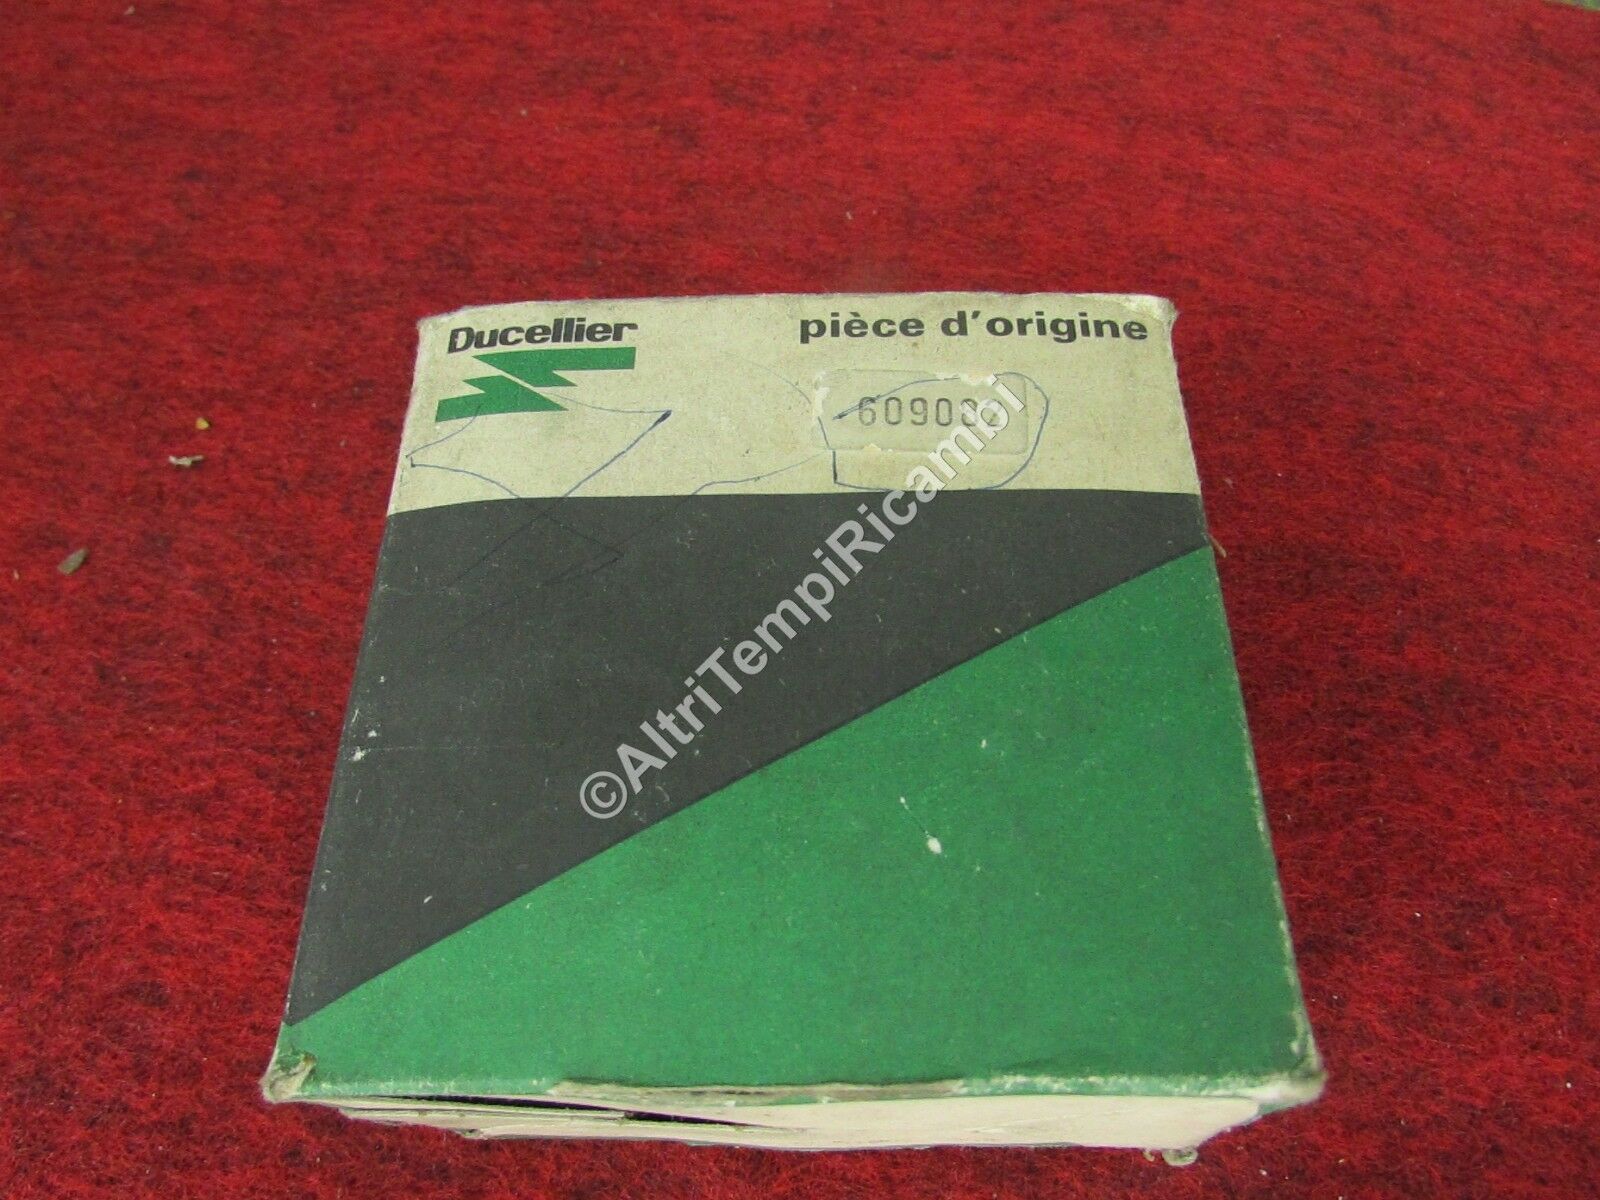 Ducellier
pièce d'origine
©AltriTempiRicambi